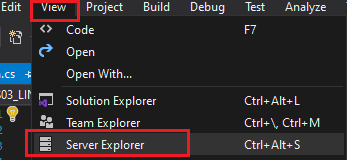 Edit View Project Build Debug Test Analyze
Code F7
Open
Open With...
Solution Explorer Ctrl+Alt+L
Team Explorer Ctrl+\, Ctrl+M
Server Explorer Ctrl+Alt+S